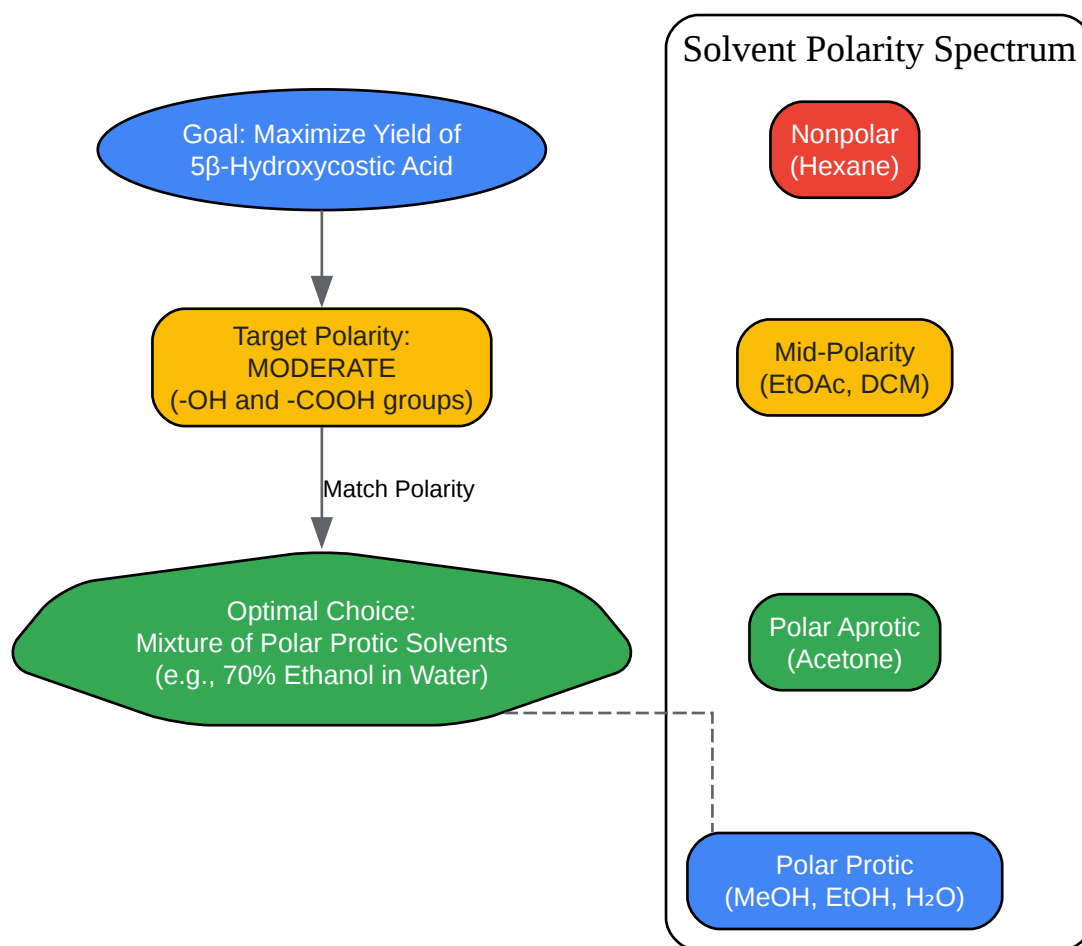 Goal: Maximize Yield of
5β-Hydroxycostic Acid
Target Polarity:
MODERATE
(-OH and -COOH groups)
Match Polarity
Optimal Choice:
Mixture of Polar Protic Solvents
(e.g., 70% Ethanol in Water)
Solvent Polarity Spectrum
Nonpolar
(Hexane)
Mid-Polarity
(EtOAc, DCM)
Polar Aprotic
(Acetone)
Polar Protic
(MeOH, EtOH, H₂O)